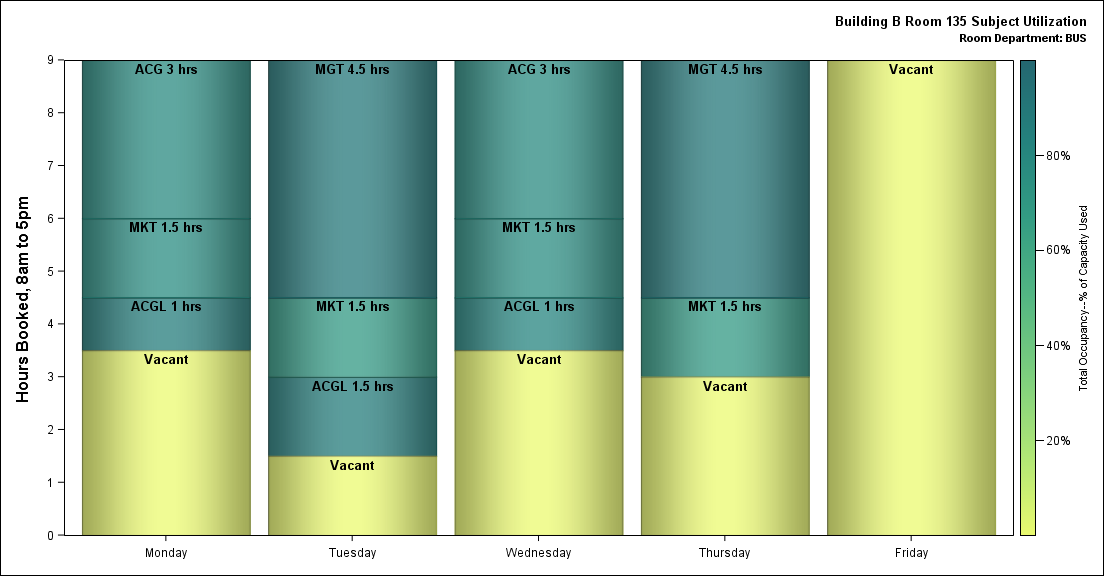 Building B Room 135 Subject Utilization
Room Department: BUS
Hours Booked, 8am to 5pm
9
8
7
6
5
4
3
2
1
0
ACG 3 hrs
MKT 1.5 hrs
ACGL 1 hrs
Vacant
MGT 4.5 hrs
MKT 1.5 hrs
ACGL 1.5 hrs
Vacant
ACG 3 hrs
MKT 1.5 hrs
ACGL 1 hrs
Vacant
MGT 4.5 hrs
MKT 1.5 hrs
Vacant
Vacant
Monday
Tuesday
Wednesday
Thursday
Friday
80%
60%
40%
20%
Total Occupancy--% of Capacity Used